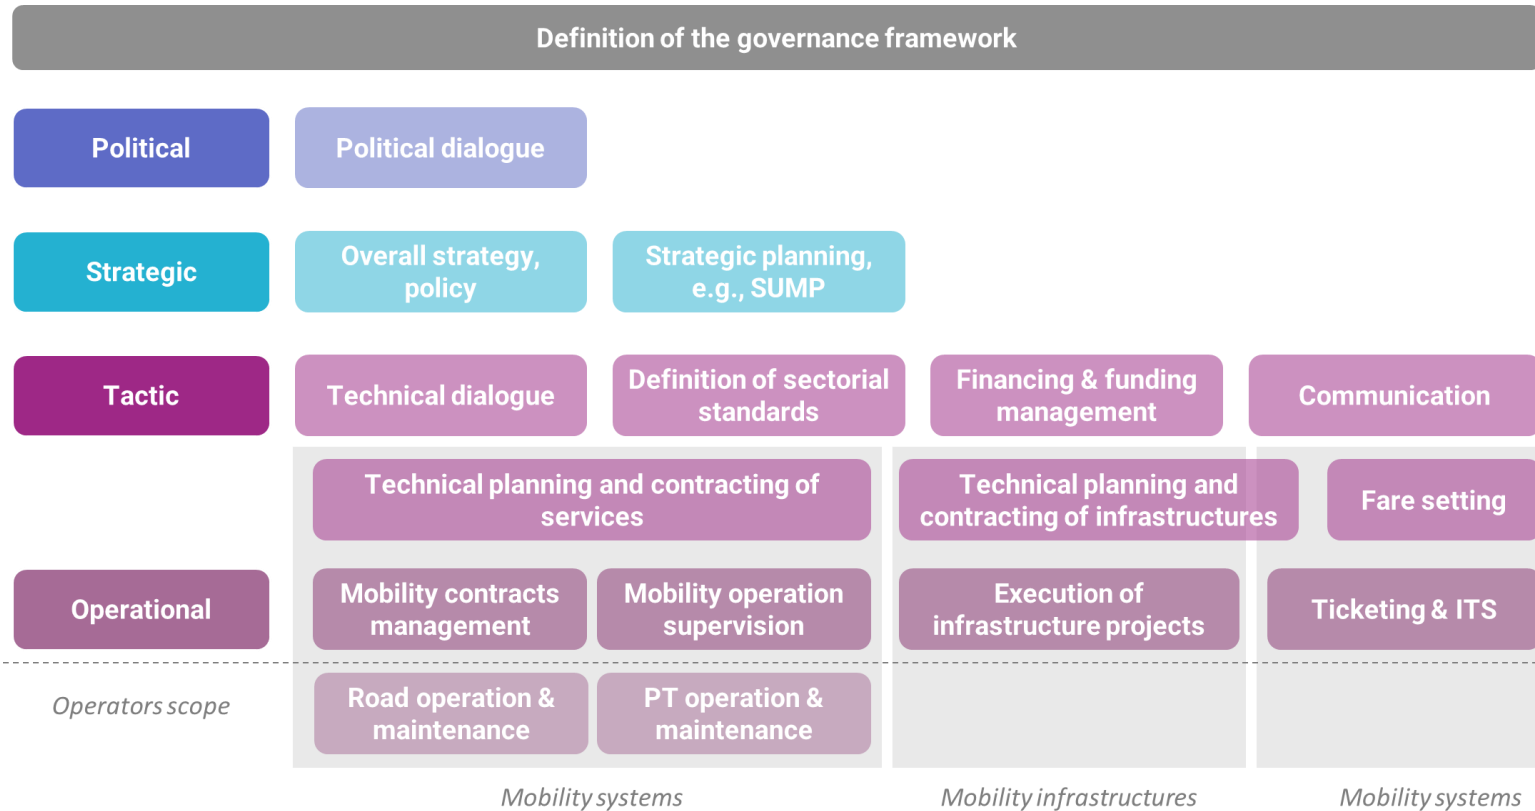 Definition of the governance framework
Political
Political dialogue
Strategic
Overall strategy,
policy
Strategic planning,
e.g., SUMP
Tactic
Technical dialogue
Definition of sectorial
standards
Financing & funding
management
Communication
Technical planning and contracting of
services
Technical planning and
contracting of infrastructures
Fare setting
Operational
Mobility contracts
management
Mobility operation
supervision
Execution of
infrastructure projects
Ticketing & ITS
Operators scope
Road operation &
maintenance
PT operation &
maintenance
Mobility systems
Mobility infrastructures
Mobility systems